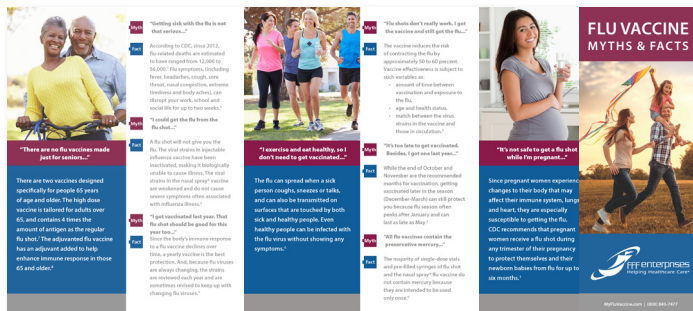 "There are no flu vaccines made
just for seniors..."
There are two vaccines designed
specifically for people 65 years
of age and older. The high dose
vaccine is tailored for adults over
65, and contains 4 times the
amount of antigen as the regular
flu shot.⁷ The adjuvanted flu vaccine
has an adjuvant added to help
enhance immune response in those
65 and older.⁸
Myth
"Getting sick with the flu is not
that serious..."
Fact
According to CDC, since 2012,
flu-related deaths are estimated
to have ranged from 12,000 to
56,000.¹ Flu symptoms, (including
fever, headaches, cough, sore
throat, nasal congestion, extreme
tiredness and body aches), can
disrupt your work, school and
social life for up to two weeks.²
Myth
"I could get the flu from the
flu shot..."
Fact
A flu shot will not give you the
flu. The viral strains in injectable
influenza vaccine have been
inactivated, making it biologically
unable to cause illness. The viral
strains in the nasal spray® vaccine
are weakened and do not cause
severe symptoms often associated
with influenza illness.³
Myth
"I got vaccinated last year. That
flu shot should be good for this
year too..."
Fact
Since the body's immune response
to a flu vaccine declines over
time, a yearly vaccine is the best
protection. And, because flu viruses
are always changing, the strains
are reviewed each year and are
sometimes revised to keep up with
changing flu viruses.³
"I exercise and eat healthy, so I
don't need to get vaccinated..."
The flu can spread when a sick
person coughs, sneezes or talks,
and can also be transmitted on
surfaces that are touched by both
sick and healthy people. Even
healthy people can be infected with
the flu virus without showing any
symptoms.⁴
Myth
"Flu shots don't really work. I got
the vaccine and still got the flu..."
Fact
The vaccine reduces the risk
of contracting the flu by
approximately 50 to 60 percent.
Vaccine effectiveness is subject to
such variables as:
• amount of time between
vaccination and exposure to
the flu,
• age and health status,
• match between the virus
strains in the vaccine and
those in circulation.⁵
Myth
"It's too late to get vaccinated.
Besides, I got one last year..."
Fact
While the end of October and
November are the recommended
months for vaccination, getting
vaccinated later in the season
(December-March) can still protect
you because flu season often
peaks after January and can
last as late as May.⁵
Myth
"All flu vaccines contain the
preservative mercury..."
Fact
The majority of single-dose vials
and pre-filled syringes of flu shot
and the nasal spray® flu vaccine do
not contain mercury because
they are intended to be used
only once.⁶
"It's not safe to get a flu shot
while I'm pregnant..."
Since pregnant women experience
changes to their body that may
affect their immune system, lungs
and heart, they are especially
susceptible to getting the flu.
CDC recommends that pregnant
women receive a flu shot during
any trimester of their pregnancy
to protect themselves and their
newborn babies from flu for up to
six months.⁵
FLU VACCINE
MYTHS & FACTS
fff enterprises
Helping Healthcare Care®
MyFluVaccine.com | (800) 843-7477